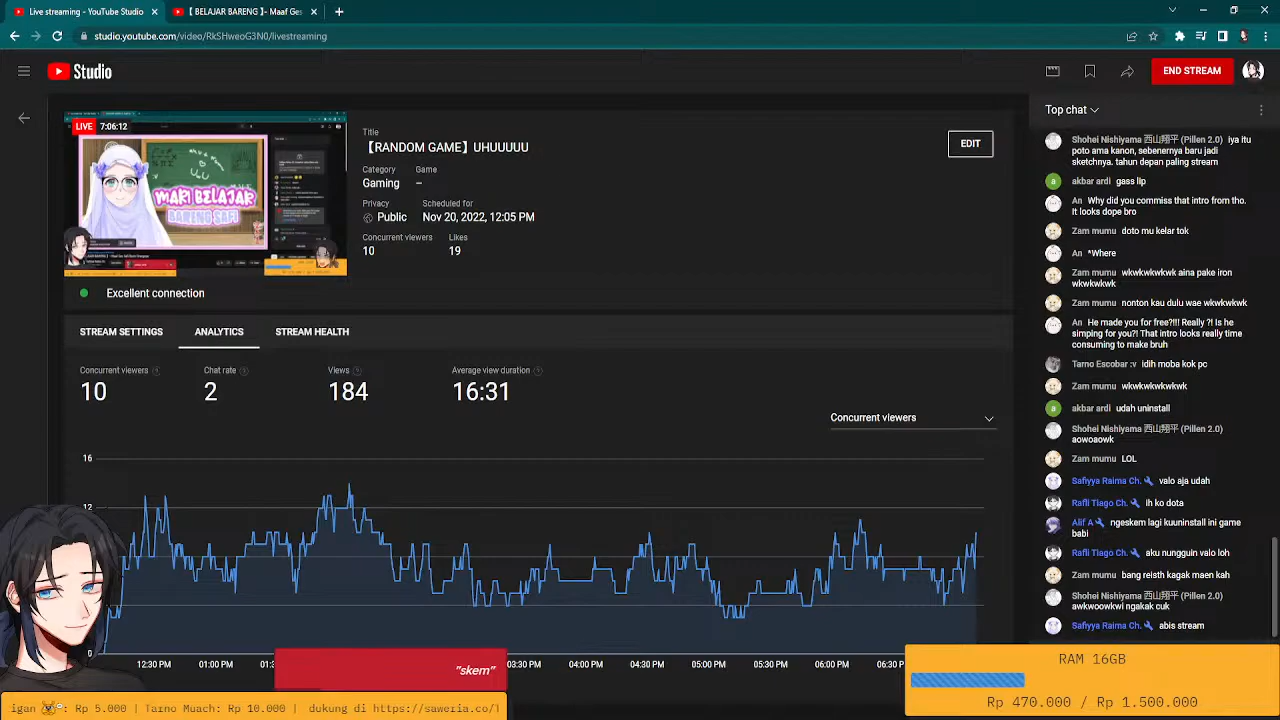 Live streaming - YouTube Studio
【 BELAJAR BARENG 】- Maaf Ges
studio.youtube.com/video/RkSHweoG3N0/livestreaming
Studio
END STREAM
LIVE
7:06:12
MARI BELAJAR
BARENG SAFI
Title
【RANDOM GAME】UHUUUUU
EDIT
Category
Game
Gaming
–
Privacy
Scheduled for
Public
Nov 20, 2022, 12:05 PM
Concurrent viewers
Likes
10
19
Excellent connection
STREAM SETTINGS
ANALYTICS
STREAM HEALTH
Concurrent viewers
Chat rate
Views
Average view duration
10
2
184
16:31
Concurrent viewers
16
12
0
12:30 PM
01:00 PM
01:3
03:30 PM
04:00 PM
04:30 PM
05:00 PM
05:30 PM
06:00 PM
06:30
Top chat
Shohei Nishiyama 西山翔平 (Pillen 2.0) iya itu
poto ama kanon, sebenernya baru jadi
sketchnya. tahun depan paling stream
akbar ardi gass lip
An Wry did you comission that intro from tho.
It looks dope bro
Zam mumu doto mu kelar tok
An *Where
Zam mumu wkwkwkwkwk aina pake iron
wkwkwkwk
Zam mumu nonton kau dulu wae wkwkwkwk
An He made you for free?!!! Really ?! Is he
simping for you?! That intro looks really time
consuming to make bruh
Tarno Escobar :v idih moba kok pc
Zam mumu wkwkwkwkwkwk
akbar ardi udah uninstall
Shohei Nishiyama 西山翔平 (Pillen 2.0)
aowoaowk
Zam mumu LOL
Safiyya Raima Ch. valo aja udah
Rafli Tiago Ch. Ih ko dota
Alif A ngeskem lagi kuuninstall ini game
babi
Rafli Tiago Ch. aku nungguin valo loh
Zam mumu bang reisth kagak maen kah
Shohei Nishiyama 西山翔平 (Pillen 2.0)
awkwoowkwi ngakak cuk
Safiyya Raima Ch. abis stream
"skem"
igan : Rp 5.000 | Tarno Muach: Rp 10.000 | dukung di https://saweria.co/
RAM 16GB
Rp 470.000 / Rp 1.500.000